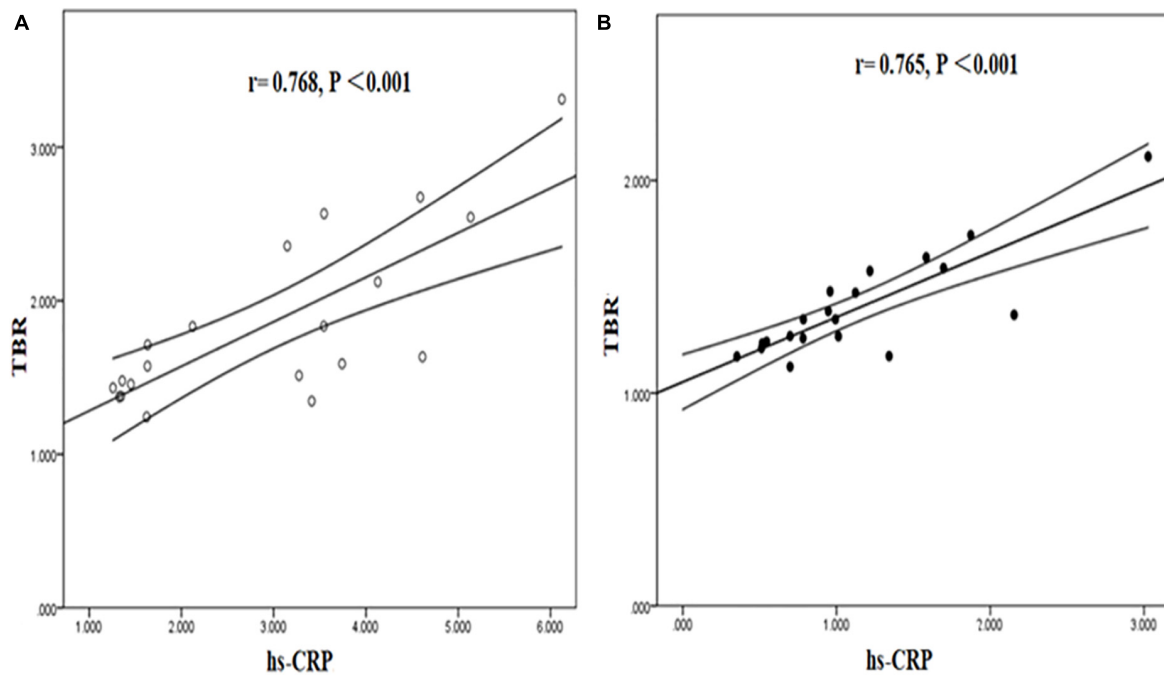 A
r= 0.768, P <0.001
3.000
2.000
1.000
.000
TBR
1.000 2.000 3.000 4.000 5.000 6.000
hs-CRP
B
r= 0.765, P <0.001
2.000
1.000
.000
TBR
.000 1.000 2.000 3.000
hs-CRP